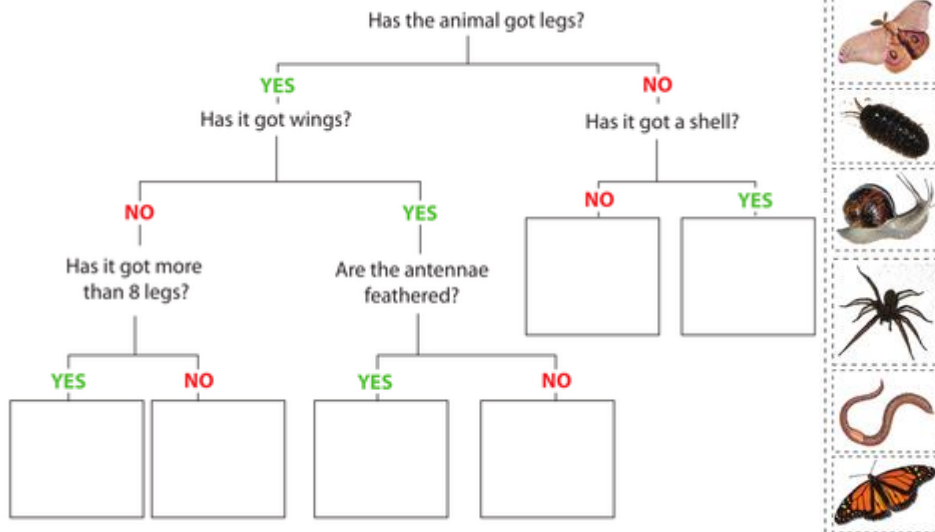 Has the animal got legs?
YES
NO
Has it got wings?
Has it got a shell?
NO
YES
NO
YES
Has it got more
than 8 legs?
Are the antennae
feathered?
YES
NO
YES
NO